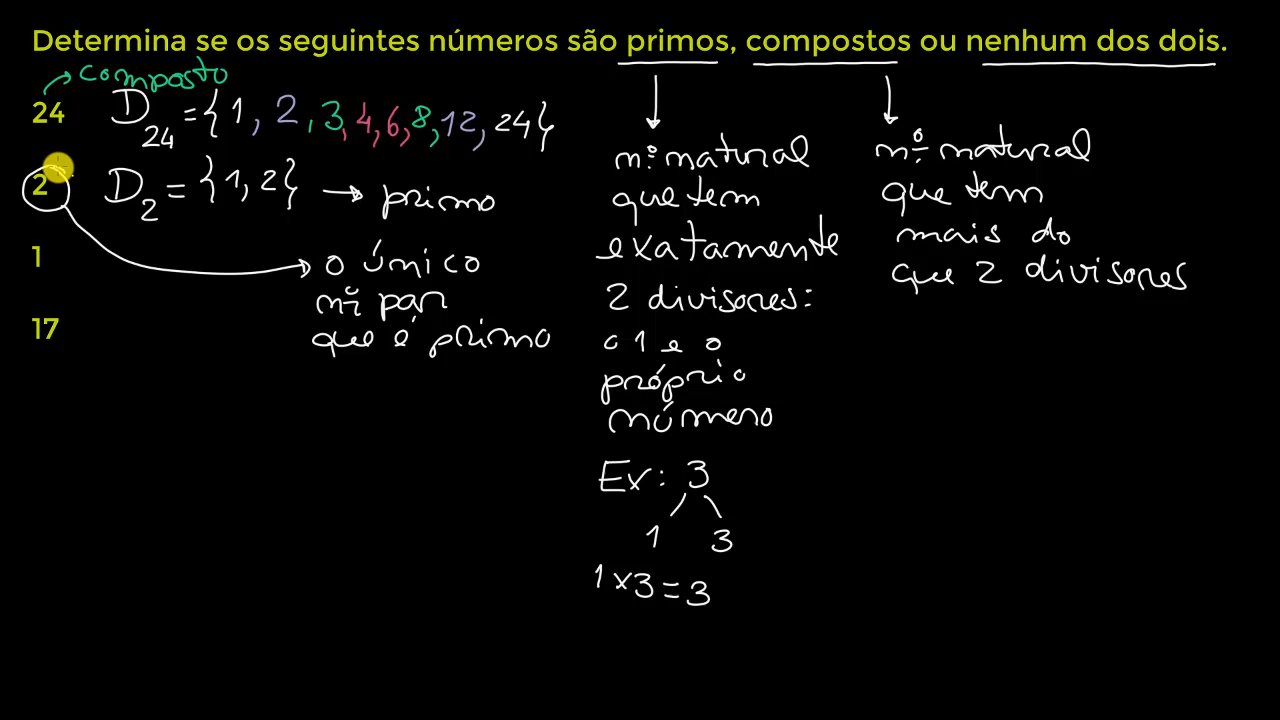 Determina se os seguintes números são primos, compostos ou nenhum dos dois.
composto
24 D24 = {1, 2, 3, 4, 6, 8, 12, 24}
2 D2 = {1, 2} → primo
1
17
o único
nº par
que é primo
nº natural
que tem
exatamente
2 divisores:
o 1 e o
próprio
número
Ex: 3
1 3
1 x 3 = 3
nº natural
que tem
mais do
que 2 divisores